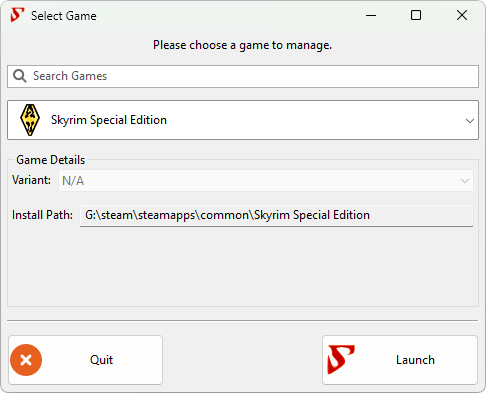 Select Game
Please choose a game to manage.
Search Games
Skyrim Special Edition
Game Details
Variant: N/A
Install Path: G:\steam\steamapps\common\Skyrim Special Edition
Quit
Launch